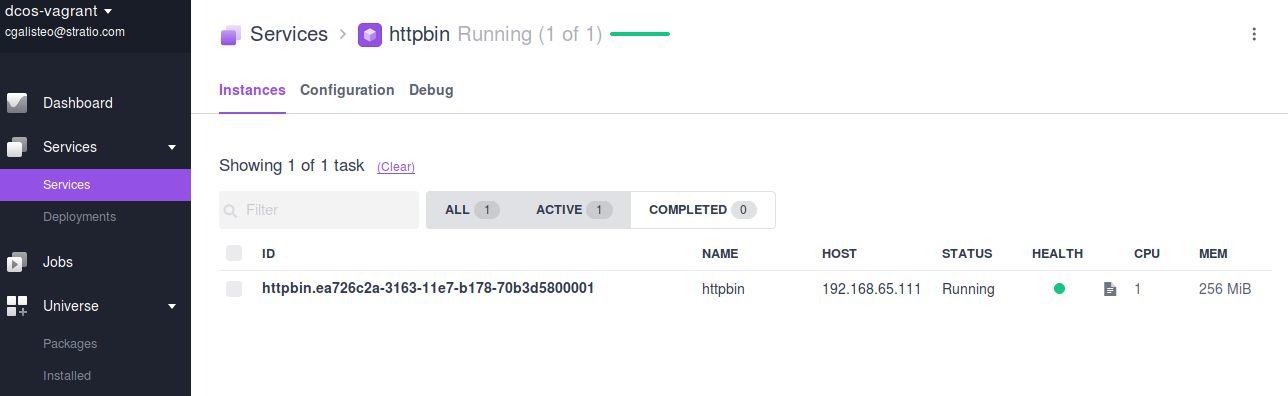 dcos-vagrant
cgalisteo@stratio.com
Dashboard
Services
Services
Deployments
Jobs
Universe
Packages
Installed
Services > httpbin Running (1 of 1)
Instances Configuration Debug
Showing 1 of 1 task (Clear)
Filter ALL 1 ACTIVE 1 COMPLETED 0
ID NAME HOST STATUS HEALTH CPU MEM
httpbin.ea726c2a-3163-11e7-b178-70b3d5800001 httpbin 192.168.65.111 Running 1 256 MiB